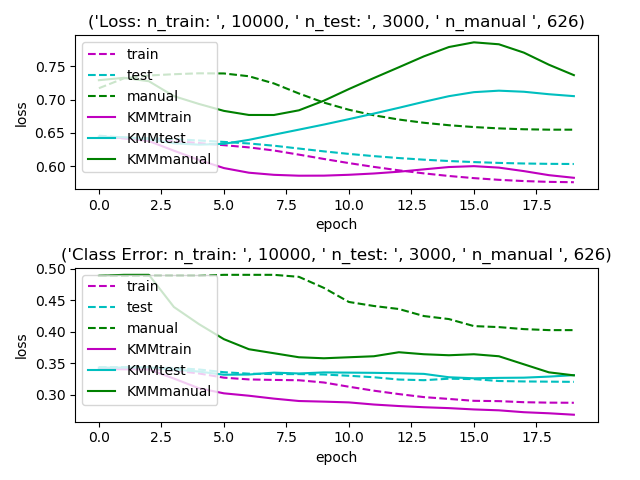 ('Loss: n_train: ', 10000, ' n_test: ', 3000, ' n_manual ', 626)
train
test
manual
KMMtrain
KMMtest
KMMmanual
0.75
0.70
0.65
0.60
loss
0.0 2.5 5.0 7.5 10.0 12.5 15.0 17.5
epoch
('Class Error: n_train: ', 10000, ' n_test: ', 3000, ' n_manual ', 626)
train
test
manual
KMMtrain
KMMtest
KMMmanual
0.50
0.45
0.40
0.35
0.30
loss
0.0 2.5 5.0 7.5 10.0 12.5 15.0 17.5
epoch